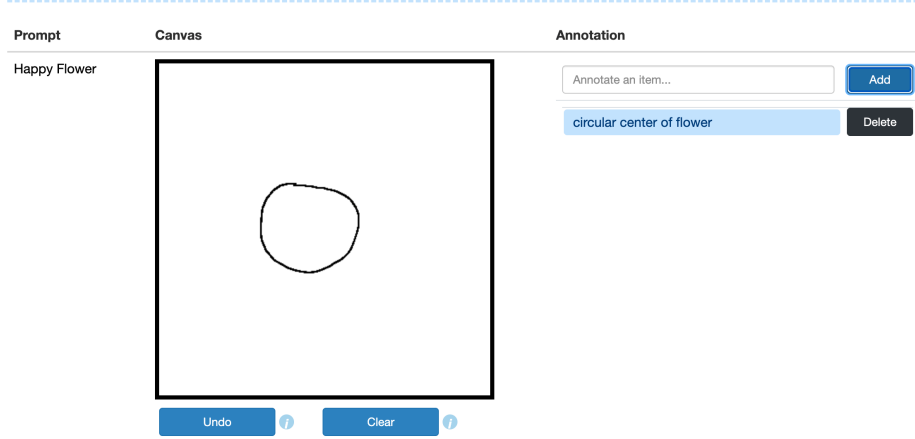 Prompt Canvas Annotation
Happy Flower
Annotate an item... Add
circular center of flower Delete
Undo i Clear i